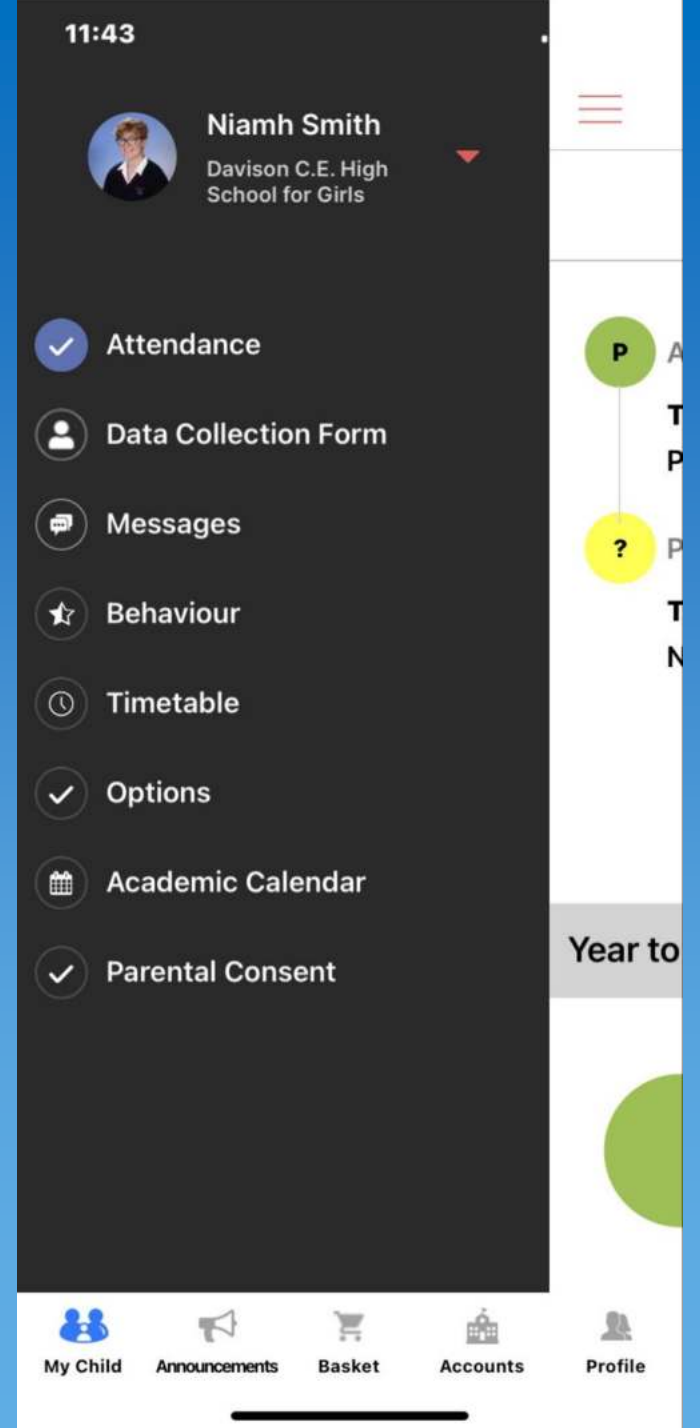 11:43
Niamh Smith
Davison C.E. High
School for Girls
Attendance
Data Collection Form
Messages
Behaviour
Timetable
Options
Academic Calendar
Parental Consent
P
A
T
P
?
P
T
N
Year to
My Child
Announcements
Basket
Accounts
Profile